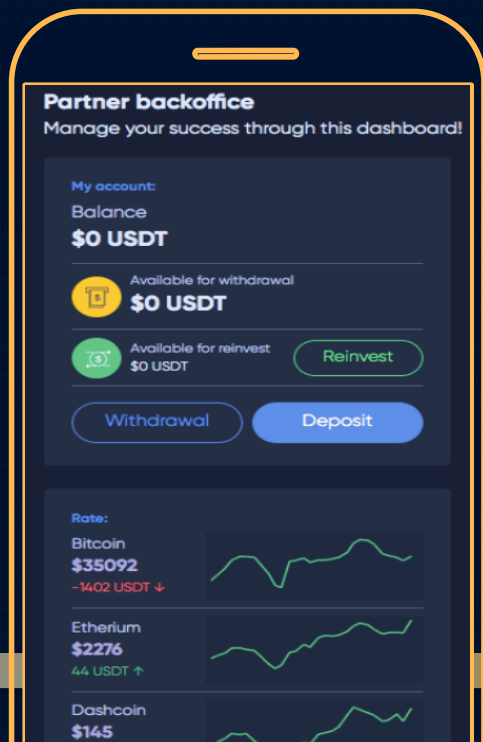 Partner backoffice
Manage your success through this dashboard!
My account:
Balance
$0 USDT
Available for withdrawal
$0 USDT
Available for reinvest
$0 USDT
Reinvest
Withdrawal
Deposit
Rate:
Bitcoin
$35092
-1402 USDT ↓
Etherium
$2276
44 USDT ↑
Dashcoin
$145